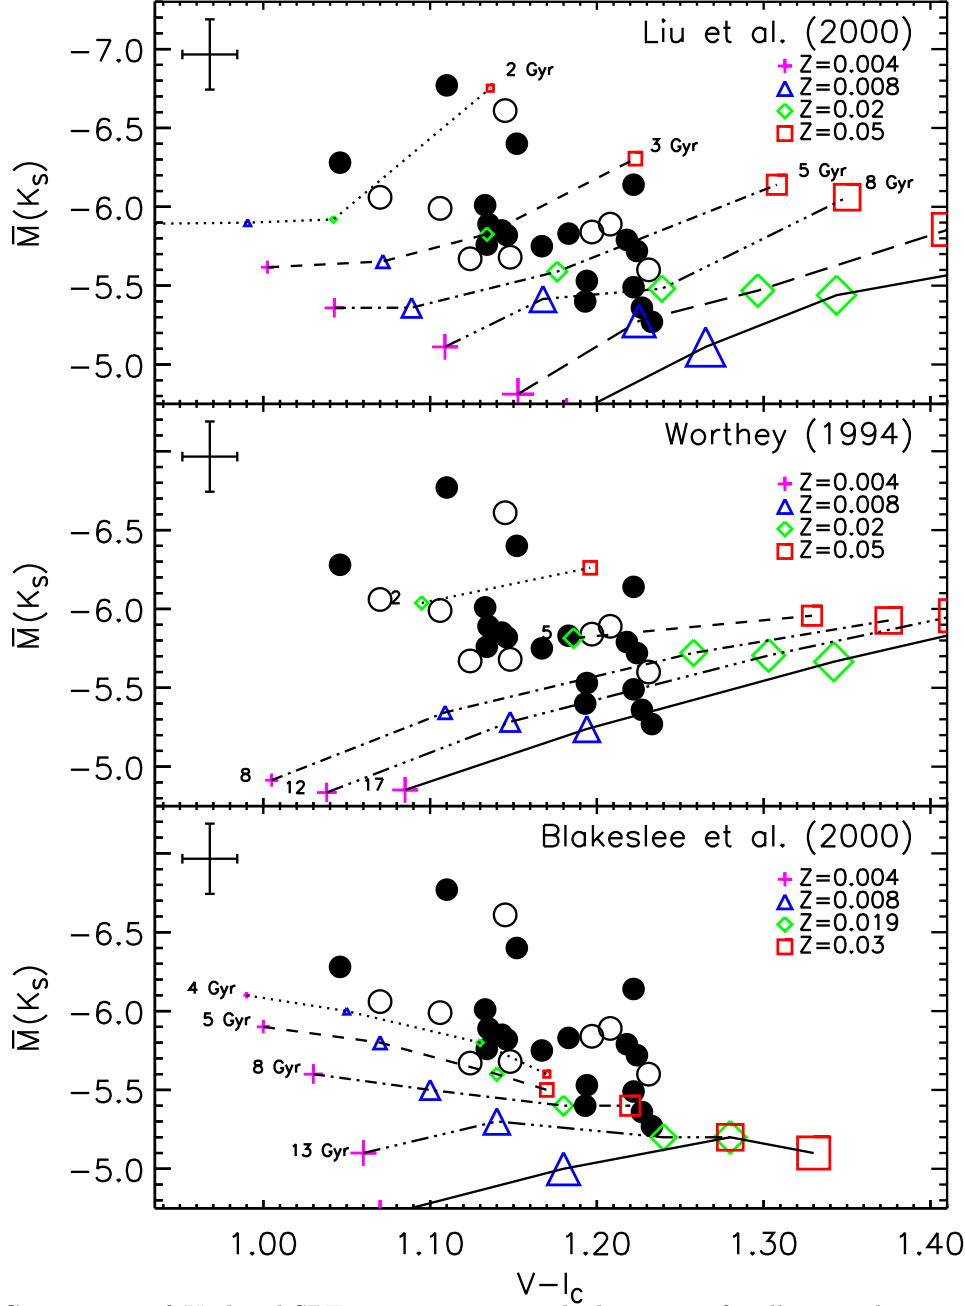 Liu et al. (2000)
Z=0.004
Z=0.008
Z=0.02
Z=0.05
2 Gyr
3 Gyr
5 Gyr
8 Gyr
−7.0
−6.5
−6.0
−5.5
−5.0
M̅(Kₛ)
Worthey (1994)
Z=0.004
Z=0.008
Z=0.02
Z=0.05
2
5
8
12
17
−6.5
−6.0
−5.5
−5.0
M̅(Kₛ)
Blakeslee et al. (2000)
Z=0.004
Z=0.008
Z=0.019
Z=0.03
4 Gyr
5 Gyr
8 Gyr
13 Gyr
−6.5
−6.0
−5.5
−5.0
M̅(Kₛ)
1.00 1.10 1.20 1.30 1.40
V−I_C